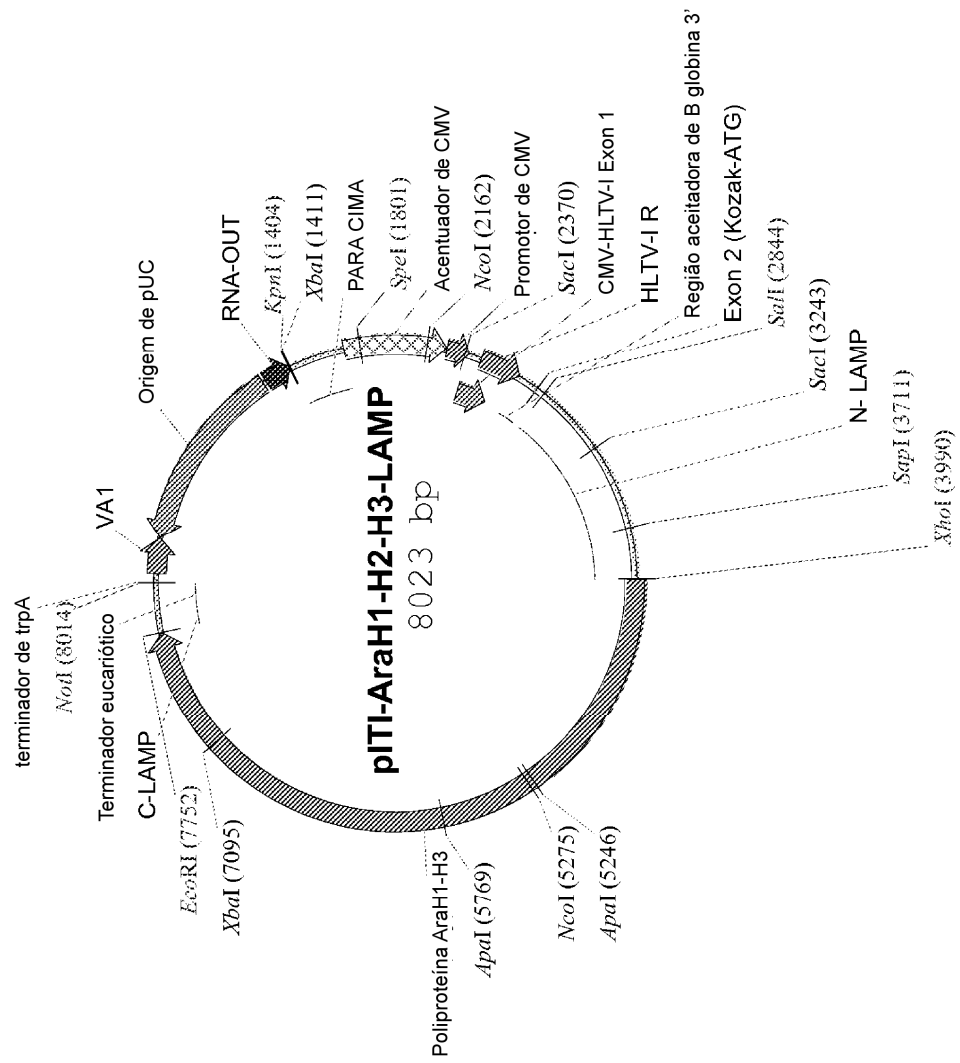 terminador de trpA
NotI (8014)
Terminador eucariótico
C-LAMP
EcoRI (7752)
XbaI (7095)
Poliproteína AraH1-H3
ApaI (5769)
NcoI (5275)
ApaI (5246)
VA1
Origem de pUC
RNA-OUT
KpnI (1404)
XbaI (1411)
PARA CIMA
SpeI (1801)
Acentuador de CMV
NcoI (2162)
Promotor de CMV
SacI (2370)
CMV-HLTV-I Exon 1
HLTV-I R
Região aceitadora de B globina 3’
Exon 2 (Kozak-ATG)
SalI (2844)
SacI (3243)
N- LAMP
SapI (3711)
XhoI (3990)
pITI-AraH1-H2-H3-LAMP
8023 bp